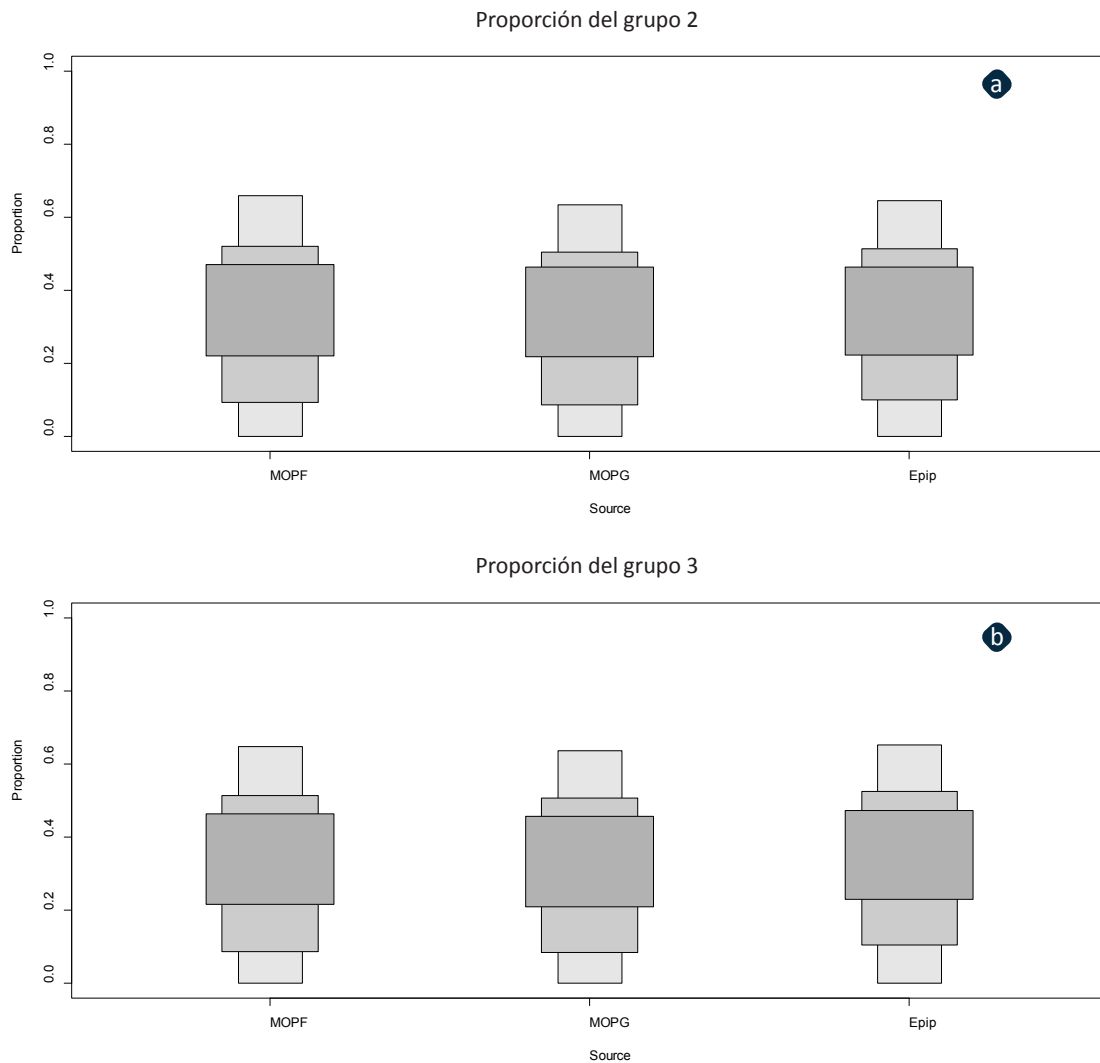 Proporción del grupo 2
a
1.0
0.8
0.6
0.4
0.2
0.0
Proportion
MOPF MOPG Epip
Source
Proporción del grupo 3
b
1.0
0.8
0.6
0.4
0.2
0.0
Proportion
MOPF MOPG Epip
Source